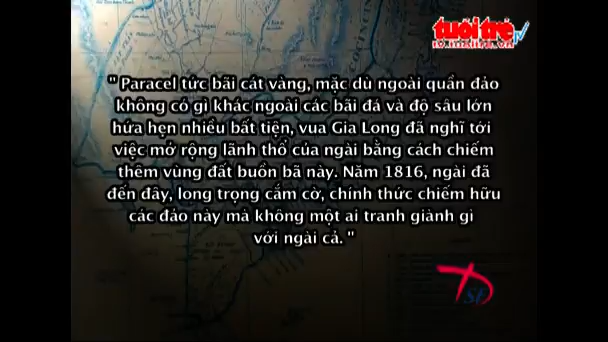 tuổi trẻ TV
" Paracel tức bãi cát vàng, mặc dù ngoài quần đảo
không có gì khác ngoài các bãi đá và độ sâu lớn
hứa hẹn nhiều bất tiện, vua Gia Long đã nghĩ tới
việc mở rộng lãnh thổ của ngài bằng cách chiếm
thêm vùng đất buồn bã này. Năm 1816, ngài đã
đến đây, long trọng cắm cờ, chính thức chiếm hữu
các đảo này mà không một ai tranh giành gì
với ngài cả. "